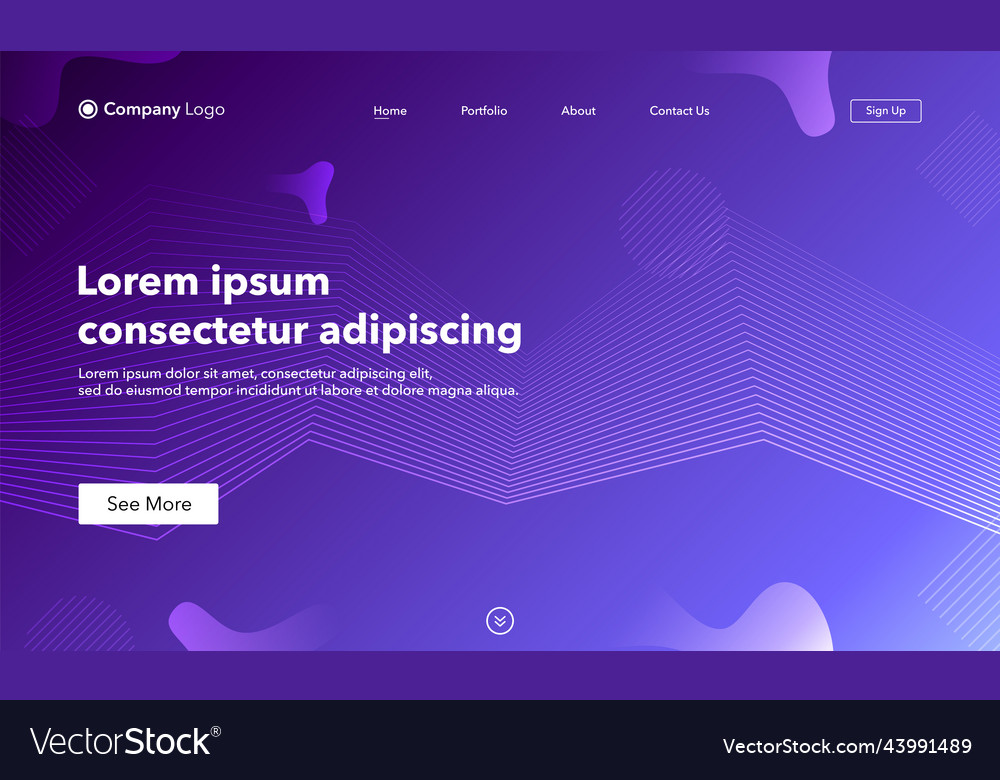 Company Logo
Home Portfolio About Contact Us Sign Up
Lorem ipsum
consectetur adipiscing
Lorem ipsum dolor sit amet, consectetur adipiscing elit,
sed do eiusmod tempor incididunt ut labore et dolore magna aliqua.
See More
VectorStock®
VectorStock.com/43991489